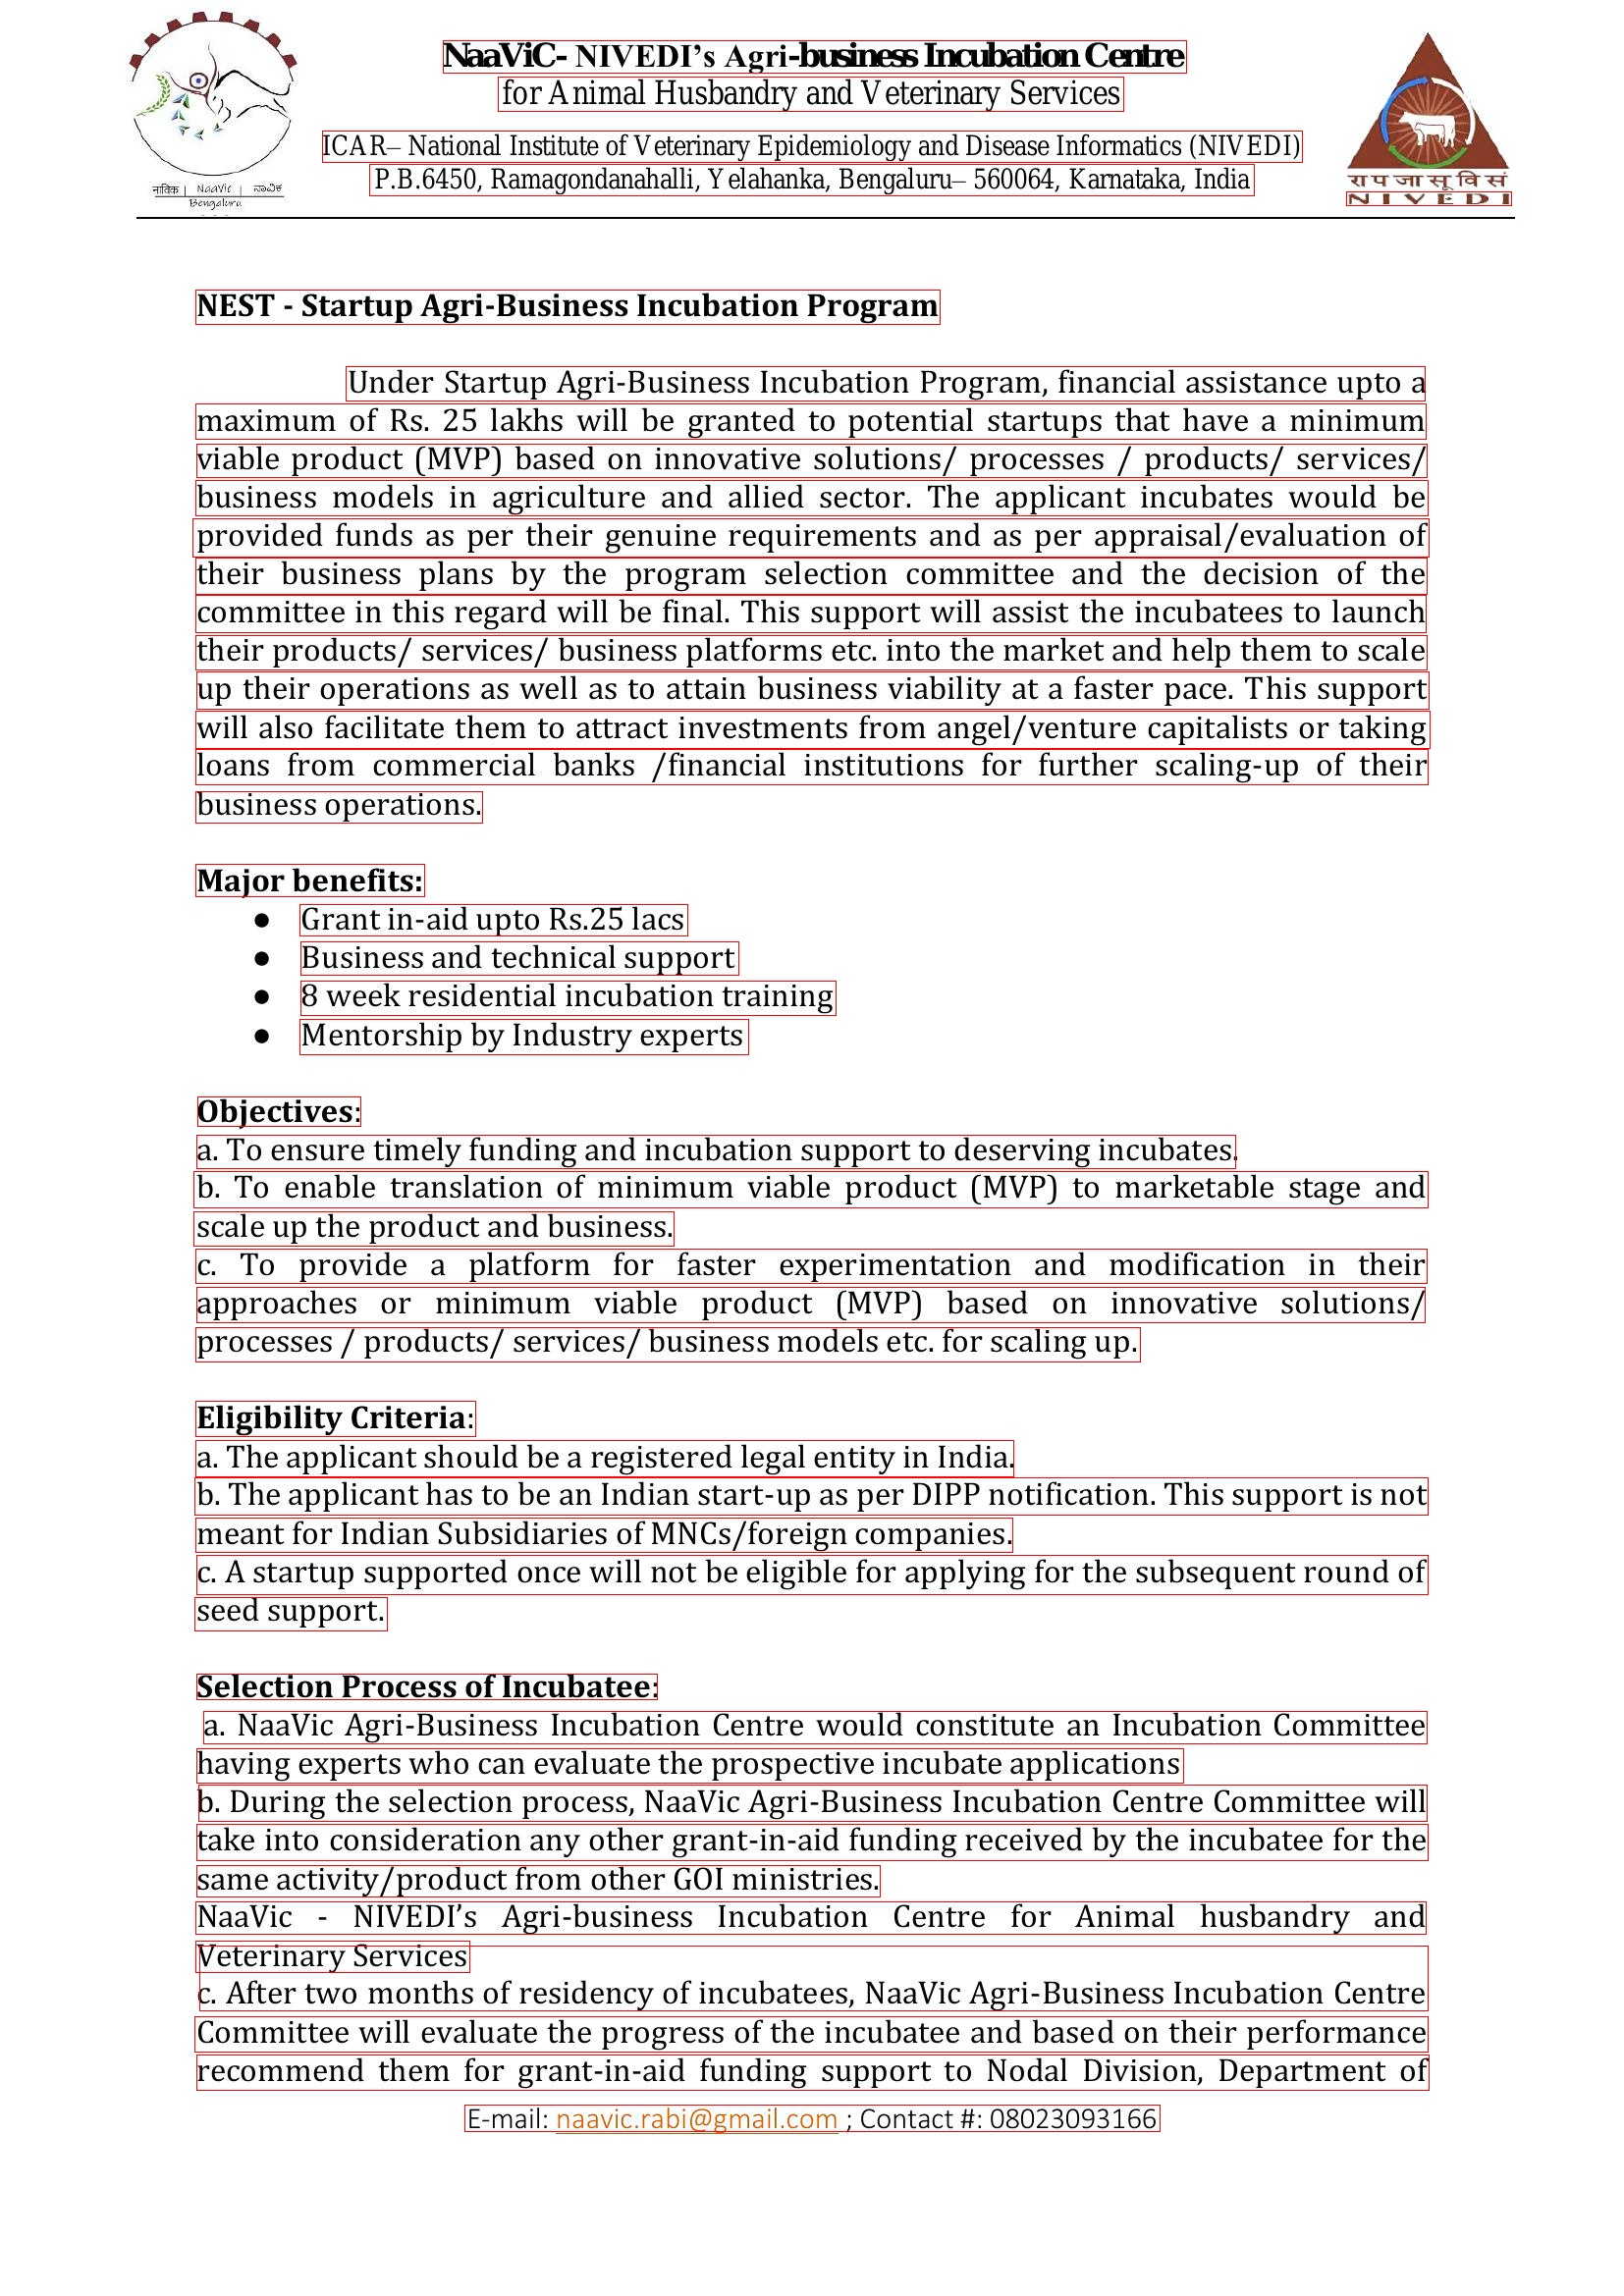 NaaViC- NIVEDI's Agri-business Incubation Centre
for Animal Husbandry and Veterinary Services
ICAR– National Institute of Veterinary Epidemiology and Disease Informatics (NIVEDI)
P.B.6450, Ramagondanahalli, Yelahanka, Bengaluru– 560064, Karnataka, India
नाविक | NaaVic | ನಾವಿಕ
Bengaluru
रा प जा सू वि सं
NIVEDI
NEST - Startup Agri-Business Incubation Program
Under Startup Agri-Business Incubation Program, financial assistance upto a
maximum of Rs. 25 lakhs will be granted to potential startups that have a minimum
viable product (MVP) based on innovative solutions/ processes / products/ services/
business models in agriculture and allied sector. The applicant incubates would be
provided funds as per their genuine requirements and as per appraisal/evaluation of
their business plans by the program selection committee and the decision of the
committee in this regard will be final. This support will assist the incubatees to launch
their products/ services/ business platforms etc. into the market and help them to scale
up their operations as well as to attain business viability at a faster pace. This support
will also facilitate them to attract investments from angel/venture capitalists or taking
loans from commercial banks /financial institutions for further scaling-up of their
business operations.
Major benefits:
● Grant in-aid upto Rs.25 lacs
● Business and technical support
● 8 week residential incubation training
● Mentorship by Industry experts
Objectives:
a. To ensure timely funding and incubation support to deserving incubates.
b. To enable translation of minimum viable product (MVP) to marketable stage and
scale up the product and business.
c. To provide a platform for faster experimentation and modification in their
approaches or minimum viable product (MVP) based on innovative solutions/
processes / products/ services/ business models etc. for scaling up.
Eligibility Criteria:
a. The applicant should be a registered legal entity in India.
b. The applicant has to be an Indian start-up as per DIPP notification. This support is not
meant for Indian Subsidiaries of MNCs/foreign companies.
c. A startup supported once will not be eligible for applying for the subsequent round of
seed support.
Selection Process of Incubatee:
a. NaaVic Agri-Business Incubation Centre would constitute an Incubation Committee
having experts who can evaluate the prospective incubate applications
b. During the selection process, NaaVic Agri-Business Incubation Centre Committee will
take into consideration any other grant-in-aid funding received by the incubatee for the
same activity/product from other GOI ministries.
NaaVic - NIVEDI’s Agri-business Incubation Centre for Animal husbandry and
Veterinary Services
c. After two months of residency of incubatees, NaaVic Agri-Business Incubation Centre
Committee will evaluate the progress of the incubatee and based on their performance
recommend them for grant-in-aid funding support to Nodal Division, Department of
E-mail: naavic.rabi@gmail.com ; Contact #: 08023093166